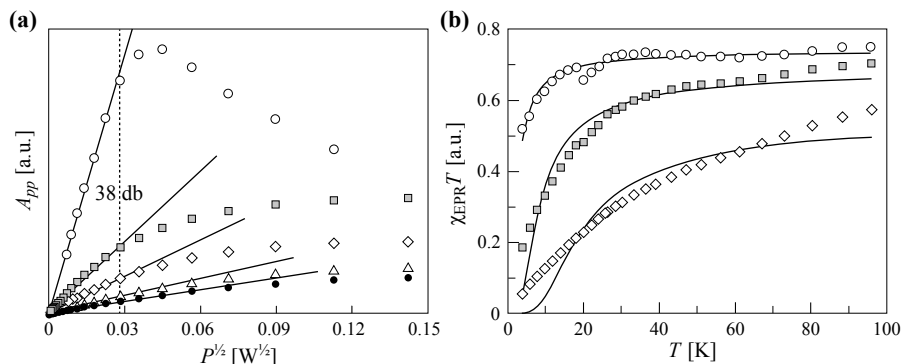 (a)
A_pp [a.u.]
38 db
0
0.03
0.06
0.09
0.12
0.15
P^½ [W^½]
(b)
χ_EPR T [a.u.]
0.8
0.6
0.4
0.2
0
0
20
40
60
80
100
T [K]